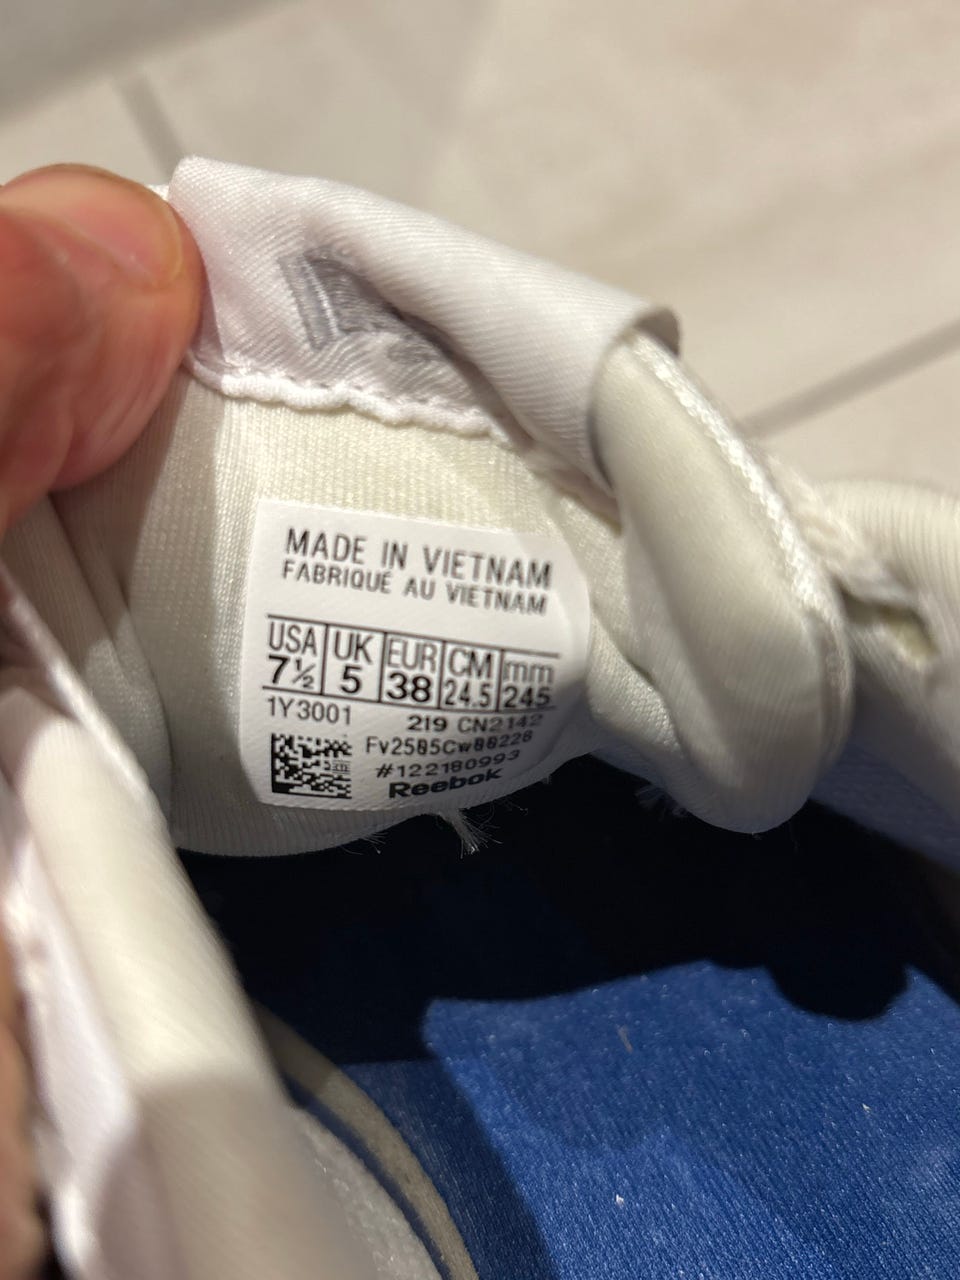 MADE IN VIETNAM
FABRIQUÉ AU VIETNAM
USA UK EUR CM mm
7½ 5 38 24.5 245
1Y3001 219 CN2142
Fv2505Cw00228
#122180993
Reebok